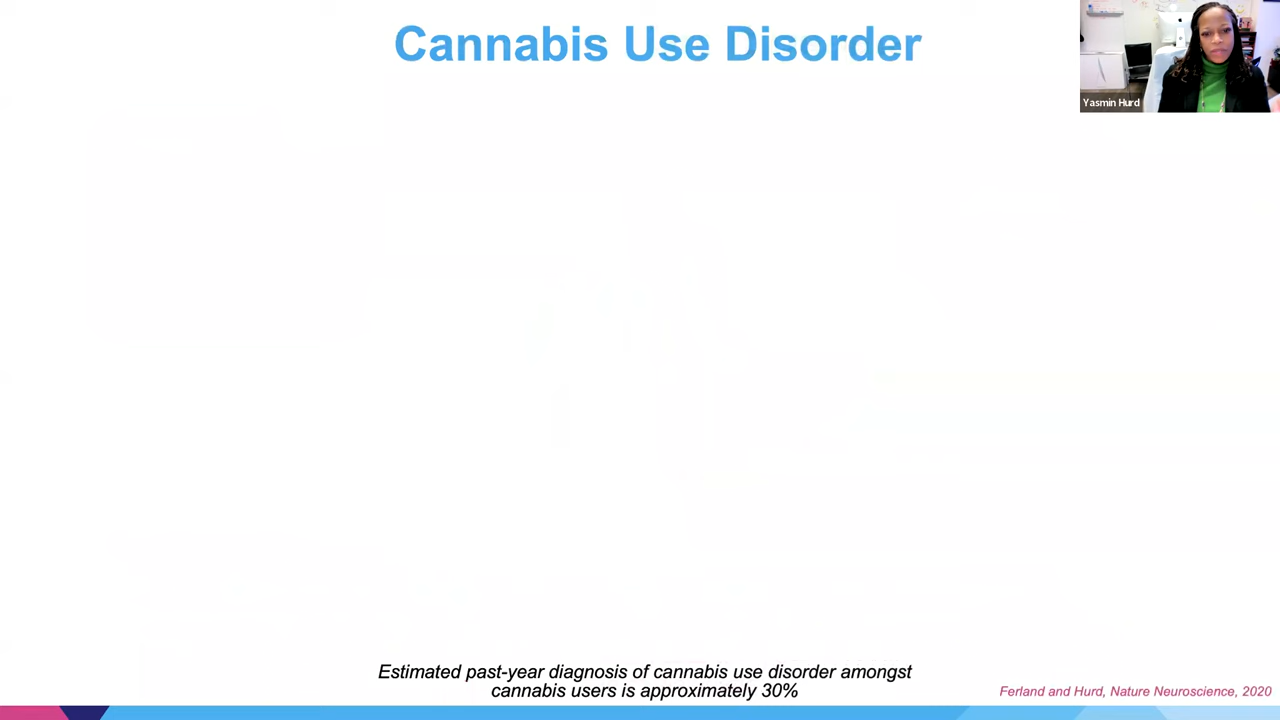 Cannabis Use Disorder
Yasmin Hurd
Estimated past-year diagnosis of cannabis use disorder amongst
cannabis users is approximately 30%
Ferland and Hurd, Nature Neuroscience, 2020